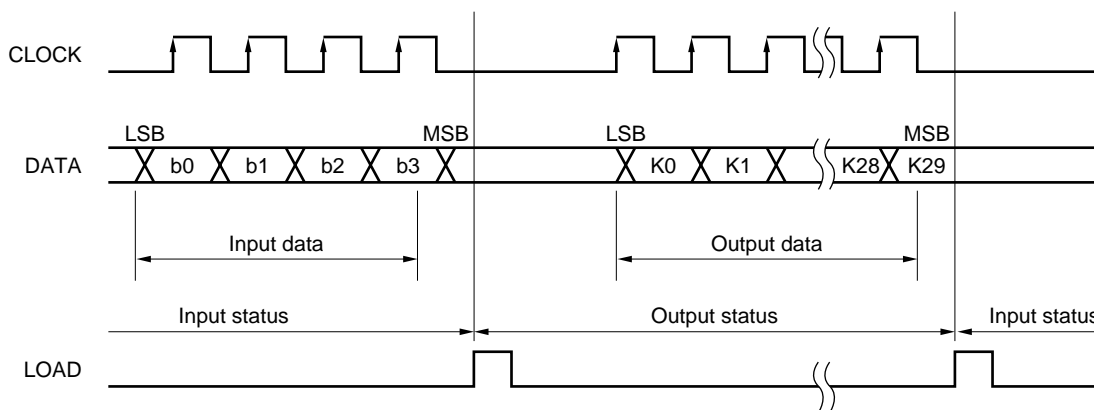 CLOCK
LSB MSB LSB MSB
DATA b0 b1 b2 b3 K0 K1 K28 K29
Input data Output data
Input status Output status Input status
LOAD